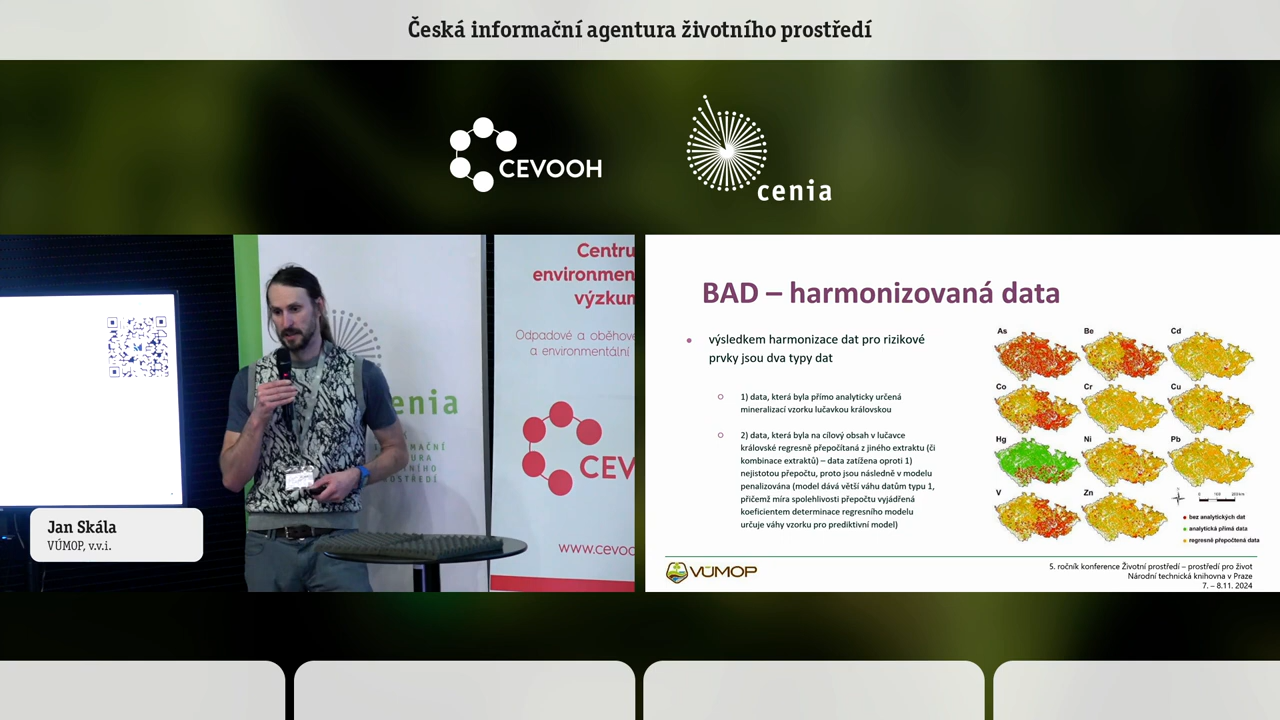 Česká informační agentura životního prostředí
CEVOOH
cenia
Centru
environmen
výzkum
Odpadové a oběhové
a environmentální
enia
CEV
www.cevoo
Jan Skála
VÚMOP, v.v.i.
BAD – harmonizovaná data
výsledkem harmonizace dat pro rizikové
prvky jsou dva typy dat
1) data, která byla přímo analyticky určená
mineralizací vzorku lučavkou královskou
2) data, která byla na cílový obsah v lučavce
královské regresně přepočítaná z jiného extraktu (či
kombinace extraktů) – data zatížena oproti 1)
nejistotou přepočtu, proto jsou následně v modelu
penalizována (model dává větší váhu datům typu 1,
přičemž míra spolehlivosti přepočtu vyjádřená
koeficientem determinace regresního modelu
určuje váhy vzorku pro prediktivní model)
As Be Cd
Co Cr Cu
Hg Ni Pb
V Zn
bez analytických dat
analytická přímá data
regresně přepočtená data
VÚMOP
5. ročník konference Životní prostředí – prostředí pro život
Národní technická knihovna v Praze
7. – 8.11. 2024